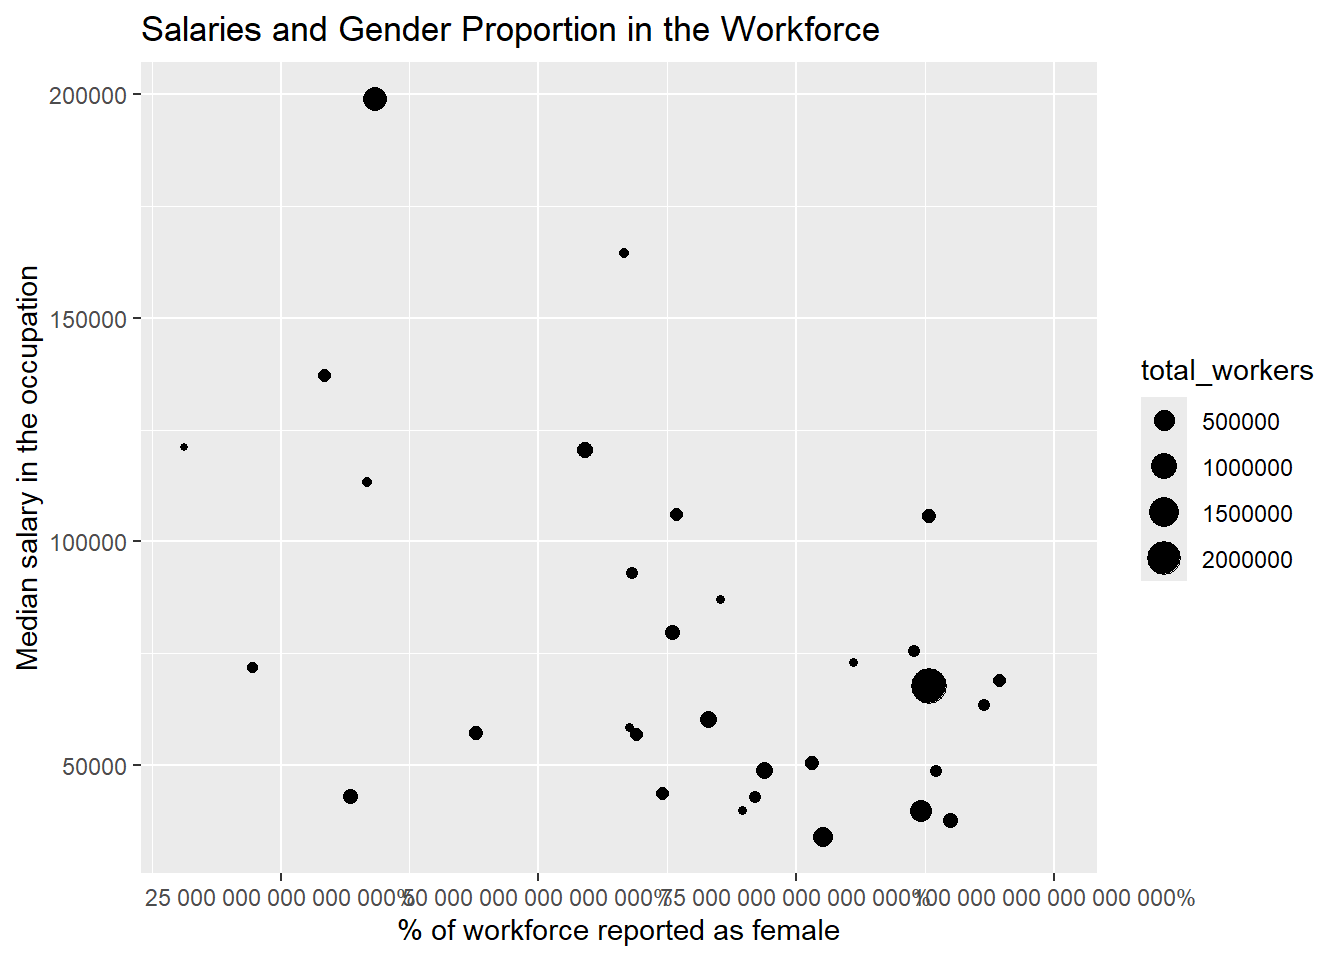 Salaries and Gender Proportion in the Workforce
200000
150000
100000
50000
Median salary in the occupation
25 000 000 000 000 000% 50 000 000 000 000 000% 75 000 000 000 000 000% 100 000 000 000 000 000%
% of workforce reported as female
total_workers
500000
1000000
1500000
2000000